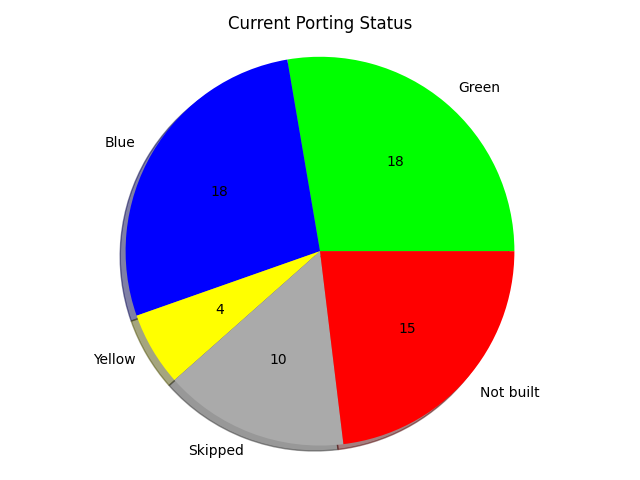 Current Porting Status
Green
18
Blue
18
Yellow
4
Skipped
10
Not built
15